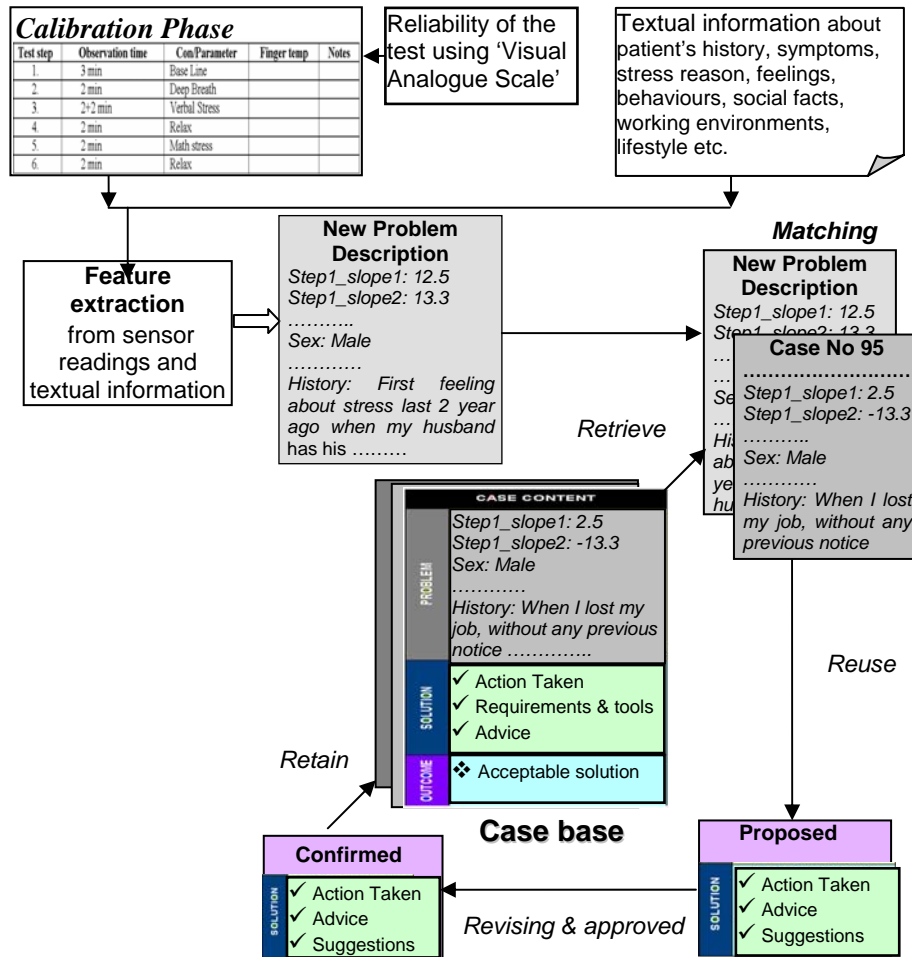 Calibration Phase
Test step Observation time Con/Parameter Finger temp Notes
1. 3 min Base Line
2. 2 min Deep Breath
3. 2+2 min Verbal Stress
4. 2 min Relax
5. 2 min Math stress
6. 2 min Relax
Reliability of the
test using ‘Visual
Analogue Scale’
Textual information about
patient’s history, symptoms,
stress reason, feelings,
behaviours, social facts,
working environments,
lifestyle etc.
Feature
extraction
from sensor
readings and
textual information
New Problem
Description
Step1_slope1: 12.5
Step1_slope2: 13.3
………..
Sex: Male
…………
History: First feeling
about stress last 2 year
ago when my husband
has his ………
Matching
New Problem
Description
Step1_slope1: 12.5
Step1_slope2: 13.3
Case No 95
………………………
Step1_slope1: 2.5
Step1_slope2: -13.3
………..
Sex: Male
…………
History: When I lost
my job, without any
previous notice
Retrieve
CASE CONTENT
PROBLEM
Step1_slope1: 2.5
Step1_slope2: -13.3
Sex: Male
…………
History: When I lost my
job, without any previous
notice …………..
SOLUTION
✓ Action Taken
✓ Requirements & tools
✓ Advice
OUTCOME
❖ Acceptable solution
Case base
Reuse
Retain
Proposed
SOLUTION
✓ Action Taken
✓ Advice
✓ Suggestions
Revising & approved
Confirmed
SOLUTION
✓ Action Taken
✓ Advice
✓ Suggestions